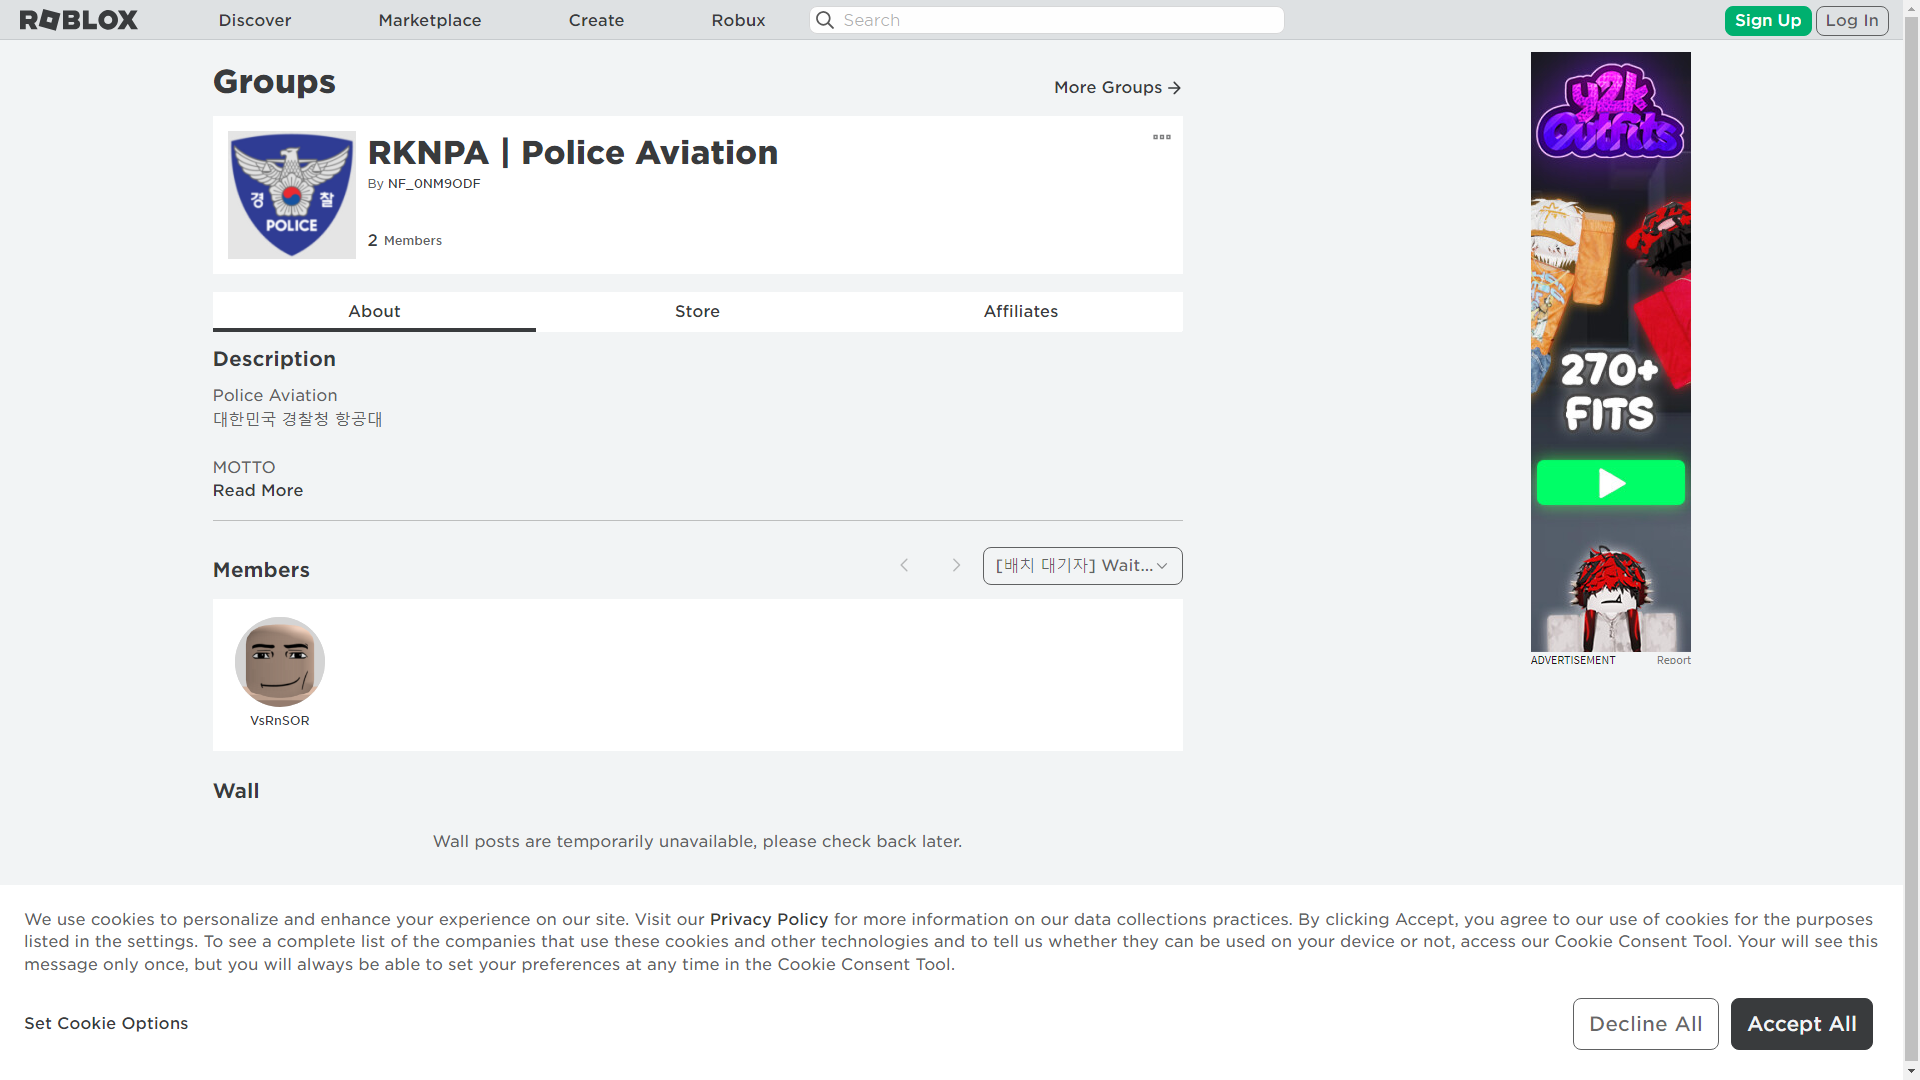 ROBLOX
Discover
Marketplace
Create
Robux
Search
Sign Up
Log In
Groups
More Groups
경 찰
POLICE
RKNPA | Police Aviation
By NF_0NM9ODF
2 Members
About
Store
Affiliates
Description
Police Aviation
대한민국 경찰청 항공대
MOTTO
Read More
Members
[배치 대기자] Wait...
VsRnSOR
Wall
Wall posts are temporarily unavailable, please check back later.
y2k
Outfits
270+
FITS
ADVERTISEMENT
Report
We use cookies to personalize and enhance your experience on our site. Visit our Privacy Policy for more information on our data collections practices. By clicking Accept, you agree to our use of cookies for the purposes
listed in the settings. To see a complete list of the companies that use these cookies and other technologies and to tell us whether they can be used on your device or not, access our Cookie Consent Tool. Your will see this
message only once, but you will always be able to set your preferences at any time in the Cookie Consent Tool.
Set Cookie Options
Decline All
Accept All